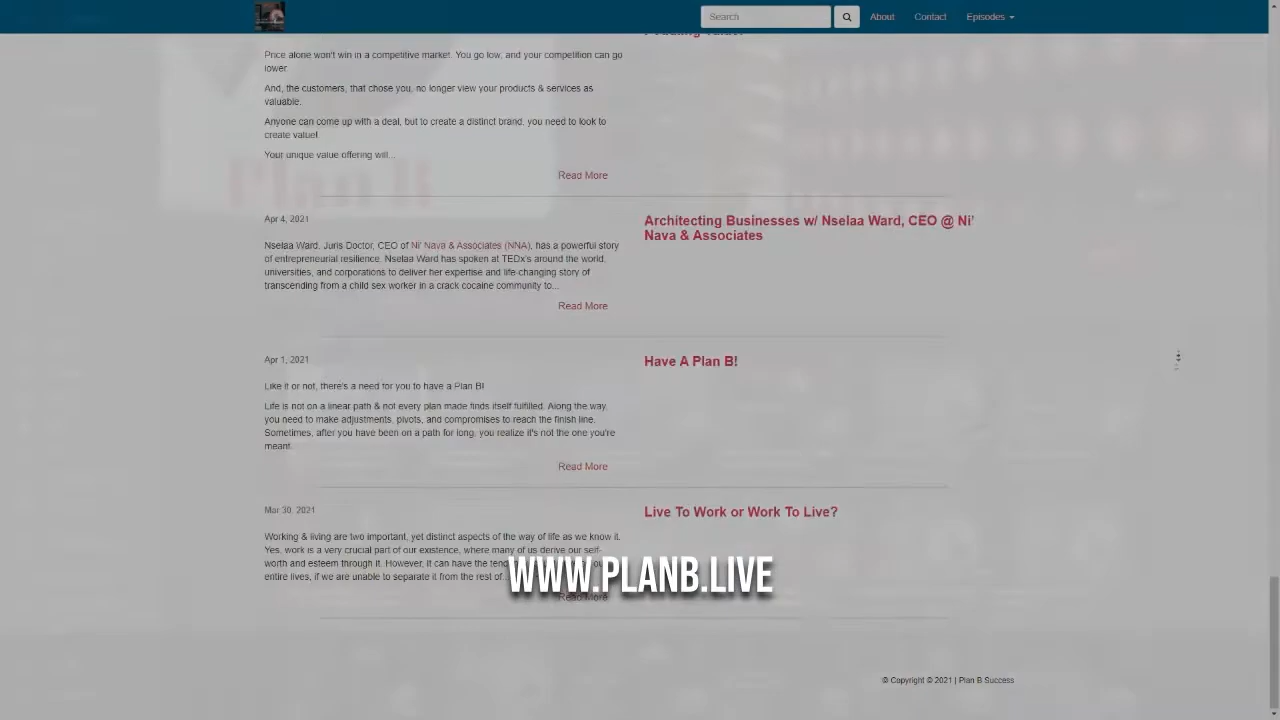 Search
About
Contact
Episodes
Price alone won't win in a competitive market. You go low, and your competition can go
lower.
And, the customers, that chose you, no longer view your products & services as
valuable.
Anyone can come up with a deal, but to create a distinct brand, you need to look to
create value!
Your unique value offering will...
Read More
Plan B
Apr 4, 2021
Architecting Businesses w/ Nselaa Ward, CEO @ Ni'
Nava & Associates
Nselaa Ward, Juris Doctor, CEO of Ni' Nava & Associates (NNA), has a powerful story
of entrepreneurial resilience. Nselaa Ward has spoken at TEDx's around the world,
universities, and corporations to deliver her expertise and life-changing story of
transcending from a child sex worker in a crack cocaine community to...
Read More
Apr 1, 2021
Have A Plan B!
Like it or not, there's a need for you to have a Plan B!
Life is not on a linear path & not every plan made finds itself fulfilled. Along the way,
you need to make adjustments, pivots, and compromises to reach the finish line.
Sometimes, after you have been on a path for long, you realize it's not the one you're
meant.
Read More
Mar 30, 2021
Live To Work or Work To Live?
Working & living are two important, yet distinct aspects of the way of life as we know it.
Yes, work is a very crucial part of our existence, where many of us derive our self-
worth and esteem through it. However, it can have the
entire lives, if we are unable to separate it from the rest of
Read More
WWW.PLANB.LIVE
© Copyright © 2021 | Plan B Success